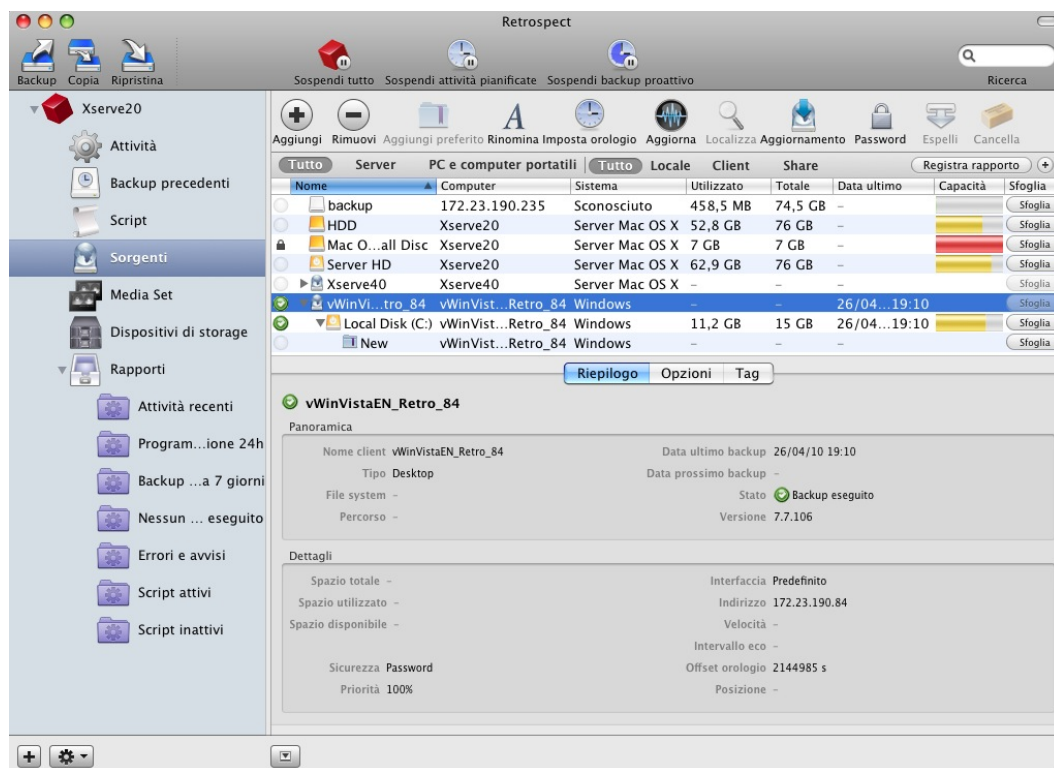 Retrospect
Backup Copia Ripristina Sospendi tutto Sospendi attività pianificate Sospendi backup proattivo Ricerca
Xserve20
Attività
Backup precedenti
Script
Sorgenti
Media Set
Dispositivi di storage
Rapporti
Attività recenti
Program...ione 24h
Backup ...a 7 giorni
Nessun ... eseguito
Errori e avvisi
Script attivi
Script inattivi
Aggiungi Rimuovi Aggiungi preferito Rinomina Imposta orologio Aggiorna Localizza Aggiornamento Password Espelli Cancella
Tutto Server PC e computer portatili Tutto Locale Client Share Registra rapporto
Nome Computer Sistema Utilizzato Totale Data ultimo Capacità Sfoglia
backup 172.23.190.235 Sconosciuto 458,5 MB 74,5 GB – Sfoglia
HDD Xserve20 Server Mac OS X 52,8 GB 76 GB – Sfoglia
Mac O...all Disc Xserve20 Server Mac OS X 7 GB 7 GB – Sfoglia
Server HD Xserve20 Server Mac OS X 62,9 GB 76 GB – Sfoglia
Xserve40 Xserve40 Server Mac OS X – – – Sfoglia
vWinVi...tro_84 vWinVist...Retro_84 Windows – – 26/04...19:10 Sfoglia
Local Disk (C:) vWinVist...Retro_84 Windows 11,2 GB 15 GB 26/04...19:10 Sfoglia
New vWinVist...Retro_84 Windows – – – Sfoglia
Riepilogo Opzioni Tag
vWinVistaEN_Retro_84
Panoramica
Nome client vWinVistaEN_Retro_84 Data ultimo backup 26/04/10 19:10
Tipo Desktop Data prossimo backup –
File system – Stato Backup eseguito
Percorso – Versione 7.7.106
Dettagli
Spazio totale – Interfaccia Predefinito
Spazio utilizzato – Indirizzo 172.23.190.84
Spazio disponibile – Velocità –
Intervallo eco –
Sicurezza Password Offset orologio 2144985 s
Priorità 100% Posizione –